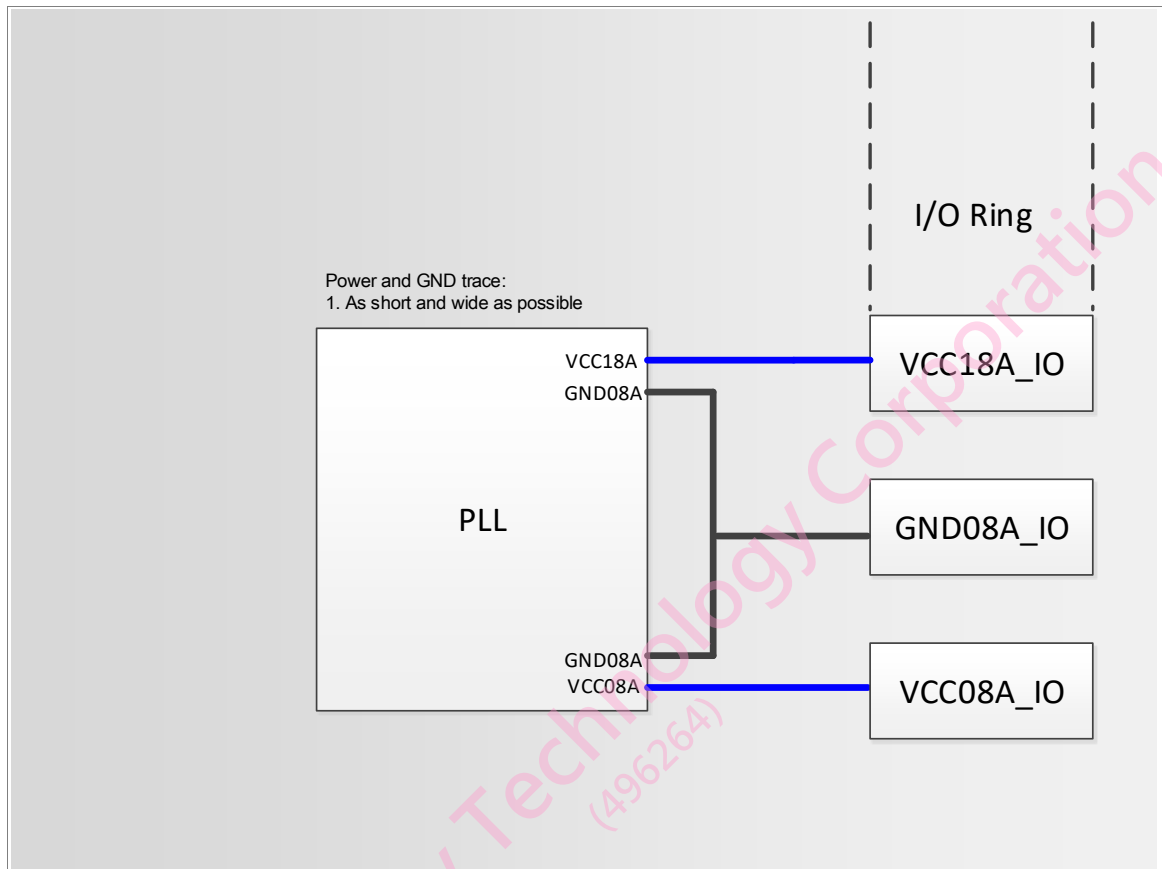 I/O Ring
Power and GND trace:
1. As short and wide as possible
VCC18A
GND08A
PLL
GND08A
VCC08A
VCC18A_IO
GND08A_IO
VCC08A_IO
Technology Corporation
(496264)